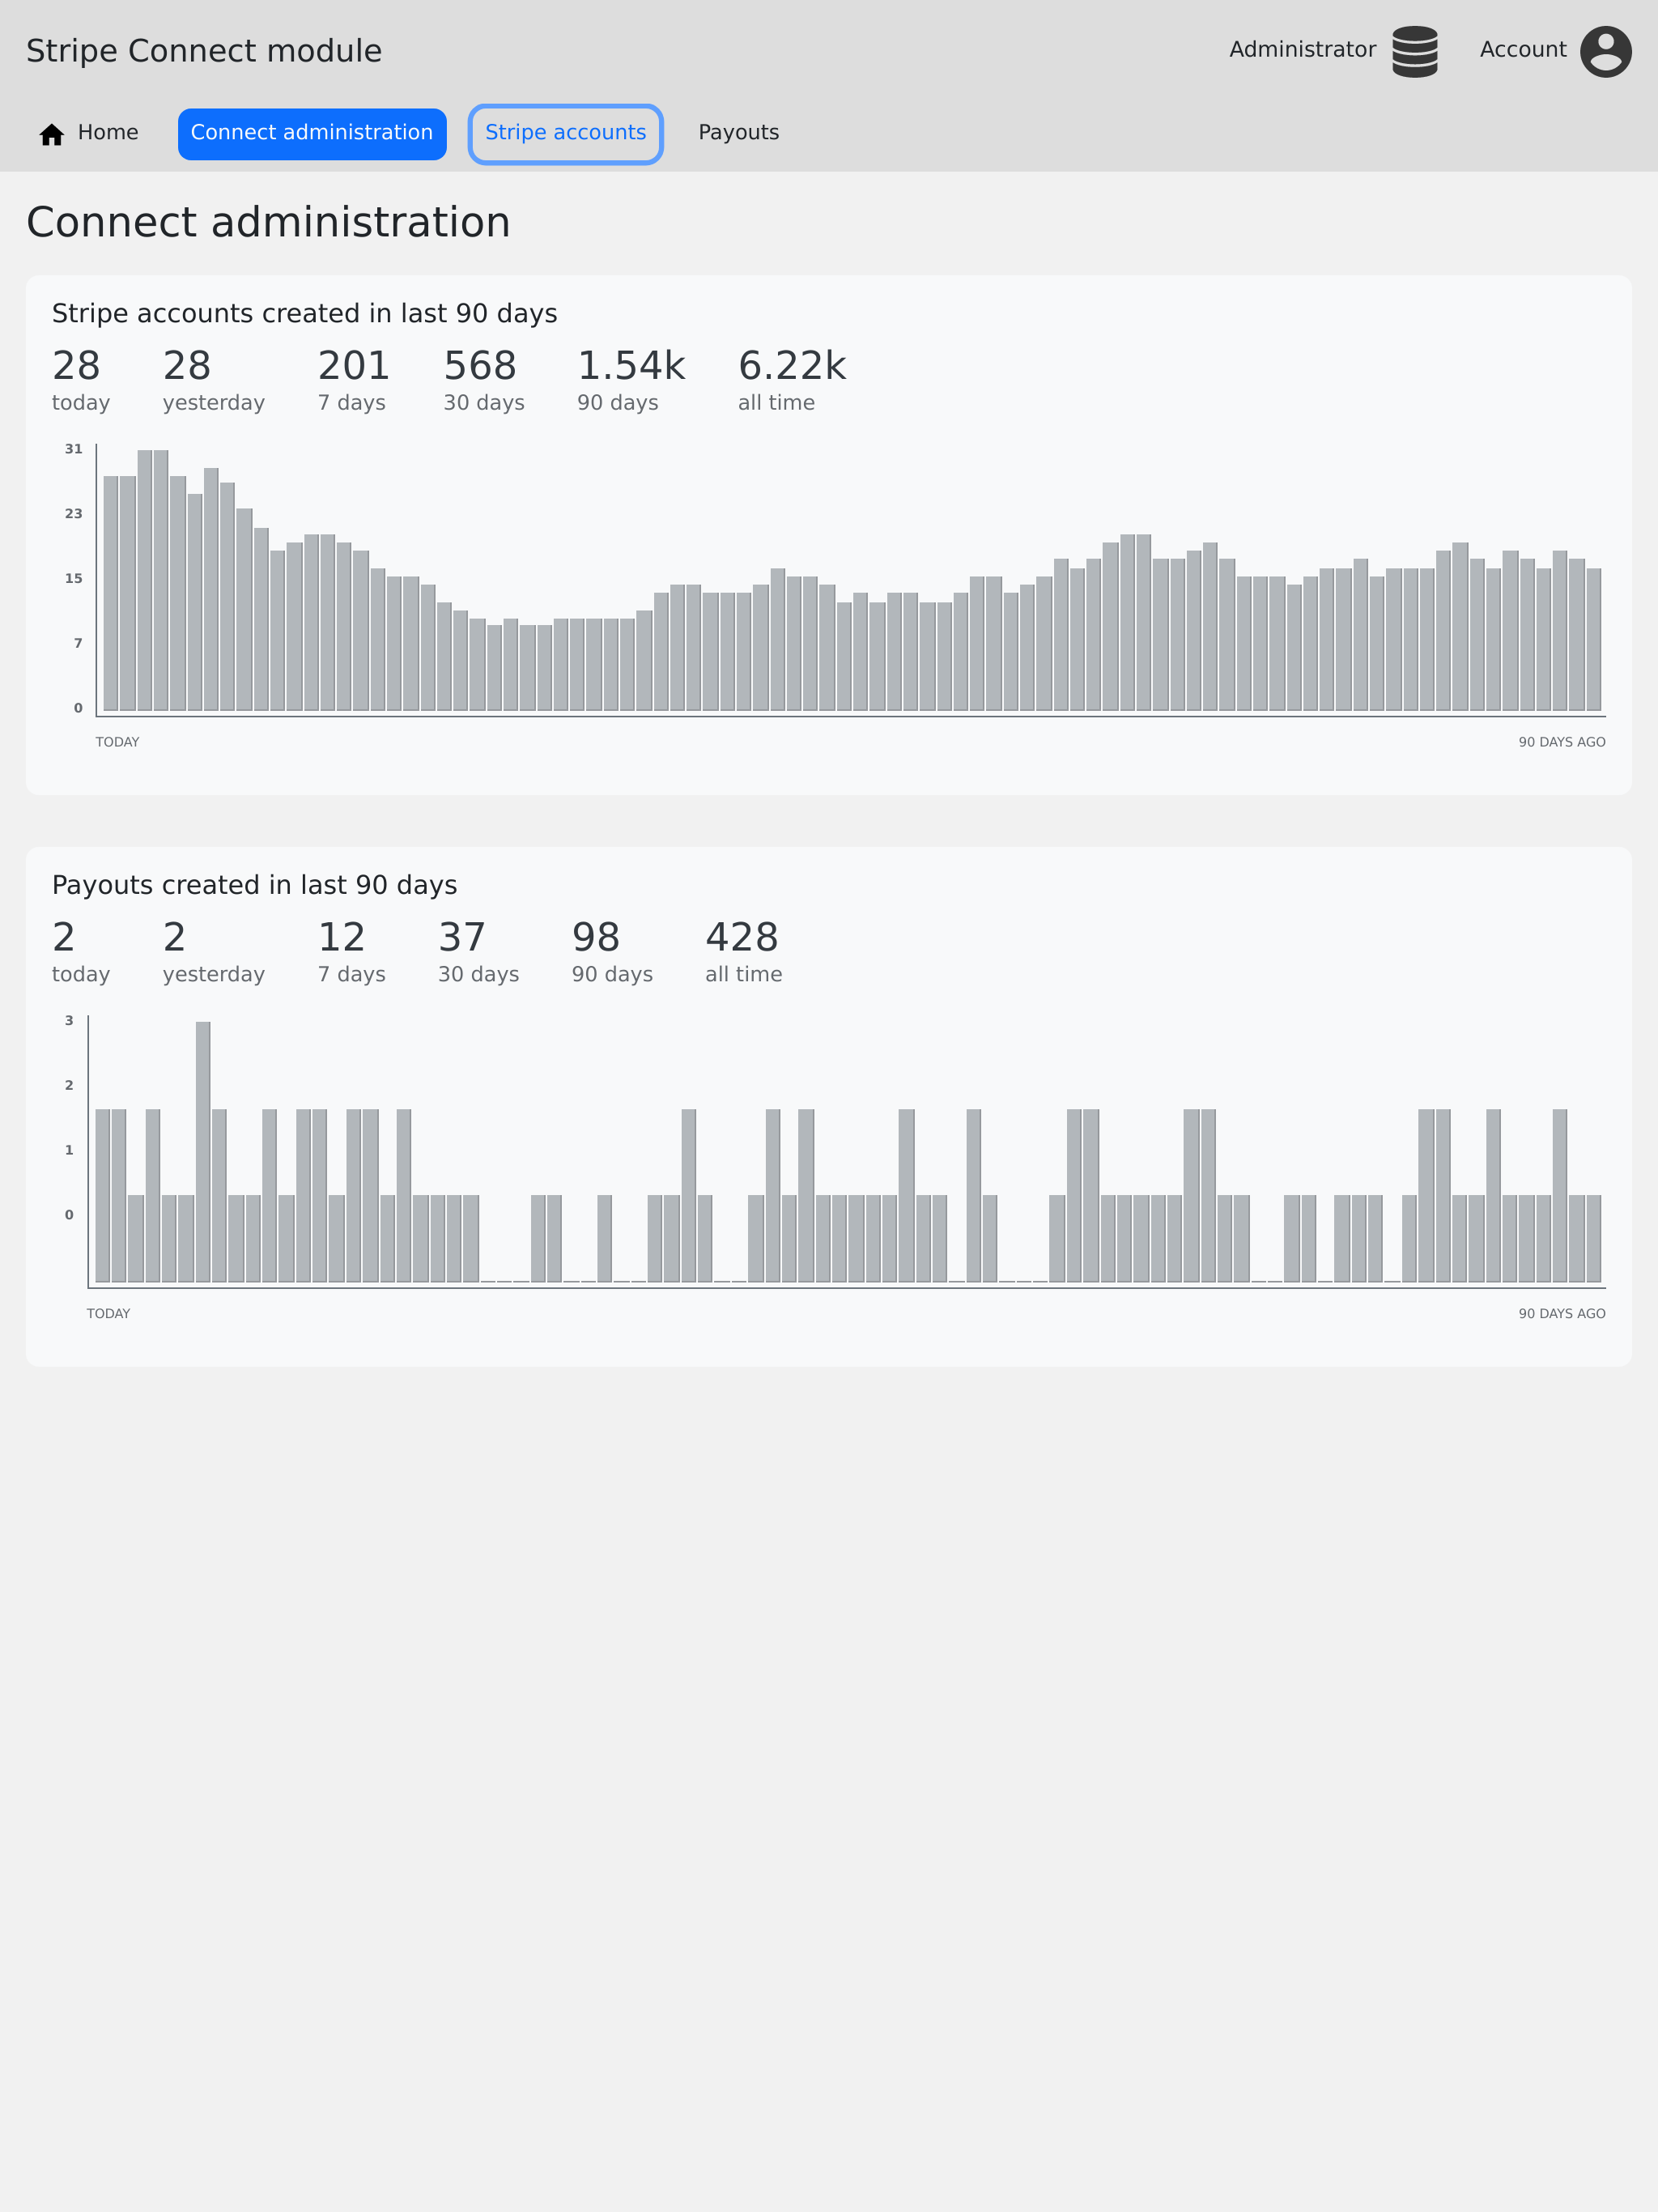 Stripe Connect module
Administrator
Account
Home
Connect administration
Stripe accounts
Payouts
Connect administration
Stripe accounts created in last 90 days
28 28 201 568 1.54k 6.22k
today yesterday 7 days 30 days 90 days all time
31
23
15
7
0
TODAY 90 DAYS AGO
Payouts created in last 90 days
2 2 12 37 98 428
today yesterday 7 days 30 days 90 days all time
3
2
1
0
TODAY 90 DAYS AGO